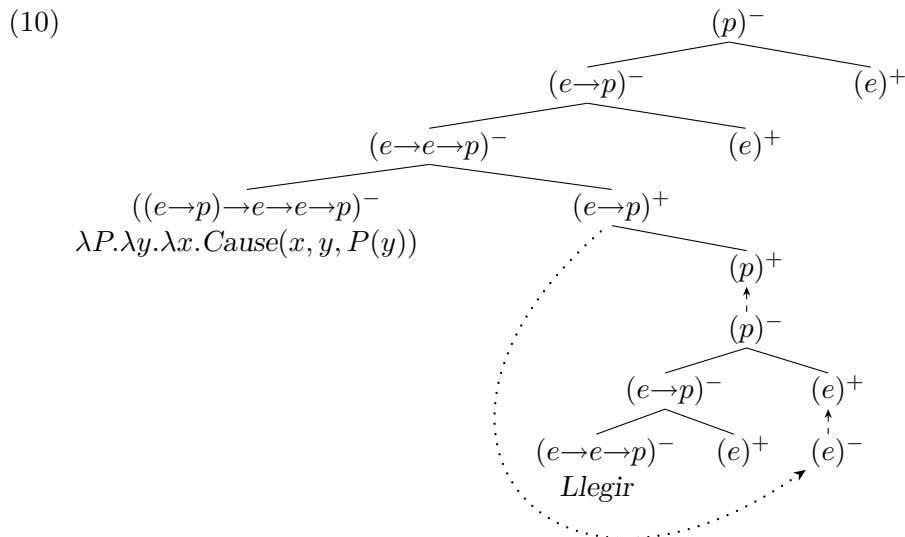 (10)
(p)⁻
(e→p)⁻ (e)⁺
(e→e→p)⁻ (e)⁺
((e→p)→e→e→p)⁻ (e→p)⁺
λP.λy.λx.Cause(x, y, P(y))
(p)⁺
(p)⁻
(e→p)⁻ (e)⁺
(e→e→p)⁻ (e)⁺ (e)⁻
Llegir